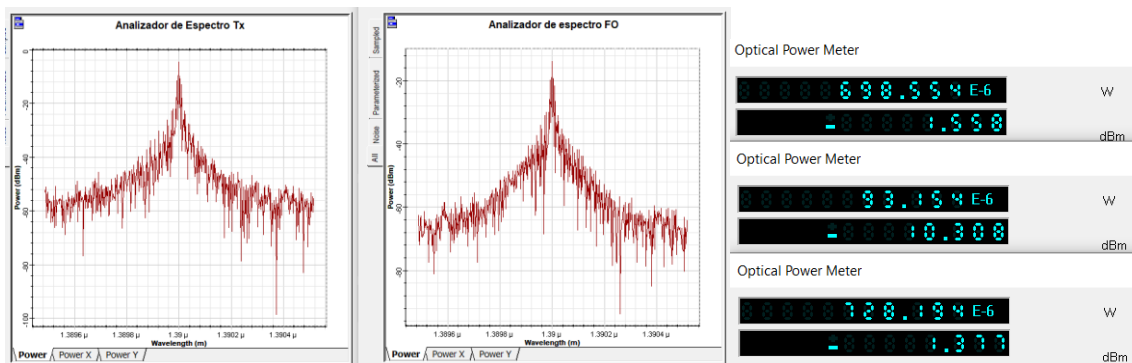 Analizador de Espectro Tx
Power (dBm)
0
-20
-40
-60
-80
-100
1.3896 µ
1.3898 µ
1.39 µ
1.3902 µ
1.3904 µ
Wavelength (m)
Power
Power X
Power Y
Analizador de espectro FO
Sampled
Parameterized
Noise
All
Power (dBm)
-20
-40
-60
-80
1.3896 µ
1.3898 µ
1.39 µ
1.3902 µ
1.3904 µ
Wavelength (m)
Power
Power X
Power Y
Optical Power Meter
698.554 E-6 W
-1.558 dBm
Optical Power Meter
93.154 E-6 W
-10.308 dBm
Optical Power Meter
728.194 E-6 W
-1.377 dBm